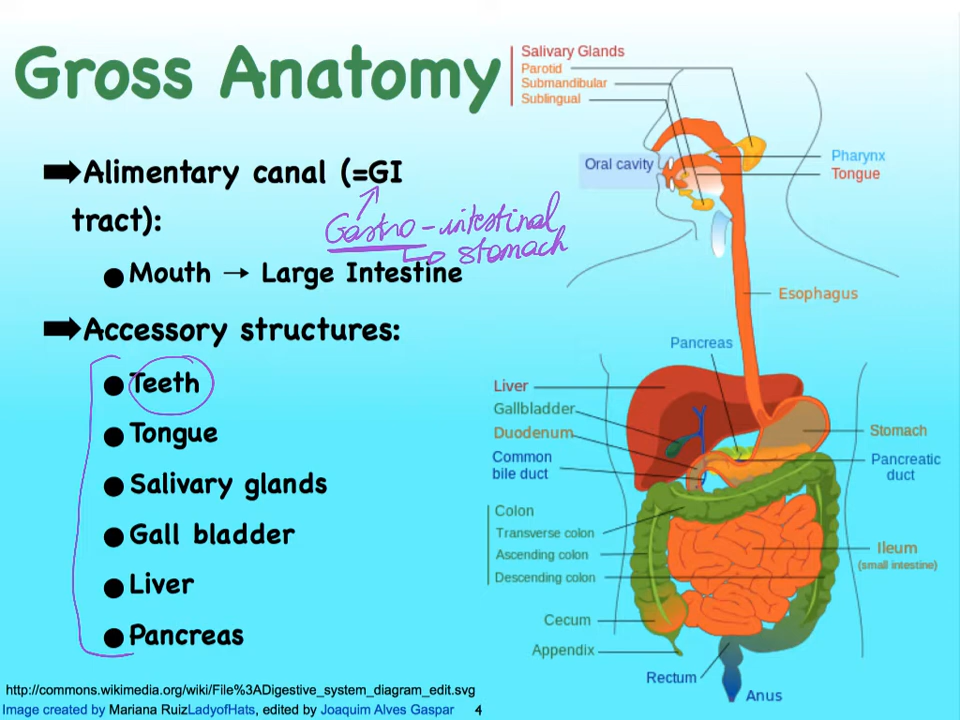 Gross Anatomy
➡Alimentary canal (=GI
tract):
Gastro-intestinal
↳ stomach
● Mouth → Large Intestine
➡Accessory structures:
● Teeth
● Tongue
● Salivary glands
● Gall bladder
● Liver
● Pancreas
Salivary Glands
Parotid
Submandibular
Sublingual
Oral cavity
Pharynx
Tongue
Esophagus
Pancreas
Liver
Gallbladder
Duodenum
Common
bile duct
Stomach
Pancreatic
duct
Colon
Transverse colon
Ascending colon
Descending colon
Ileum
(small intestine)
Cecum
Appendix
Rectum
Anus
http://commons.wikimedia.org/wiki/File%3ADigestive_system_diagram_edit.svg
Image created by Mariana RuizLadyofHats, edited by Joaquim Alves Gaspar 4